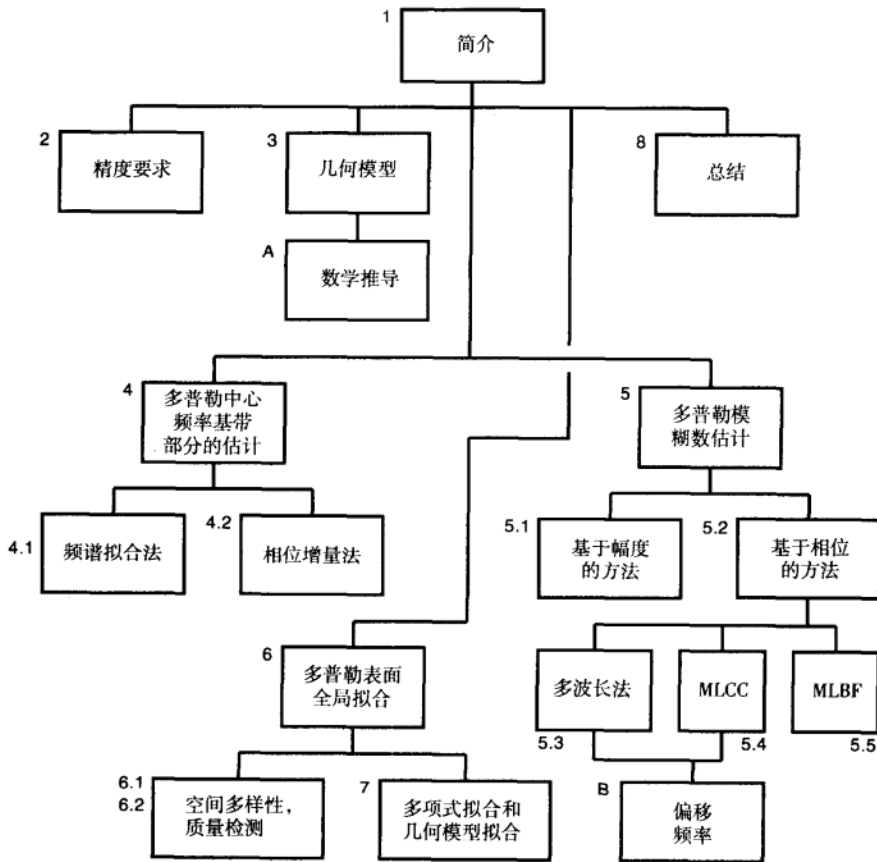 1
简介
2
精度要求
3
几何模型
8
总结
A
数学推导
4
多普勒中心
频率基带
部分的估计
5
多普勒模
糊数估计
4.1
频谱拟合法
4.2
相位增量法
5.1
基于幅度
的方法
5.2
基于相位
的方法
6
多普勒表面
全局拟合
多波长法
5.3
MLCC
5.4
MLBF
5.5
6.1
6.2
空间多样性,
质量检测
7
多项式拟合和
几何模型拟合
B
偏移
频率